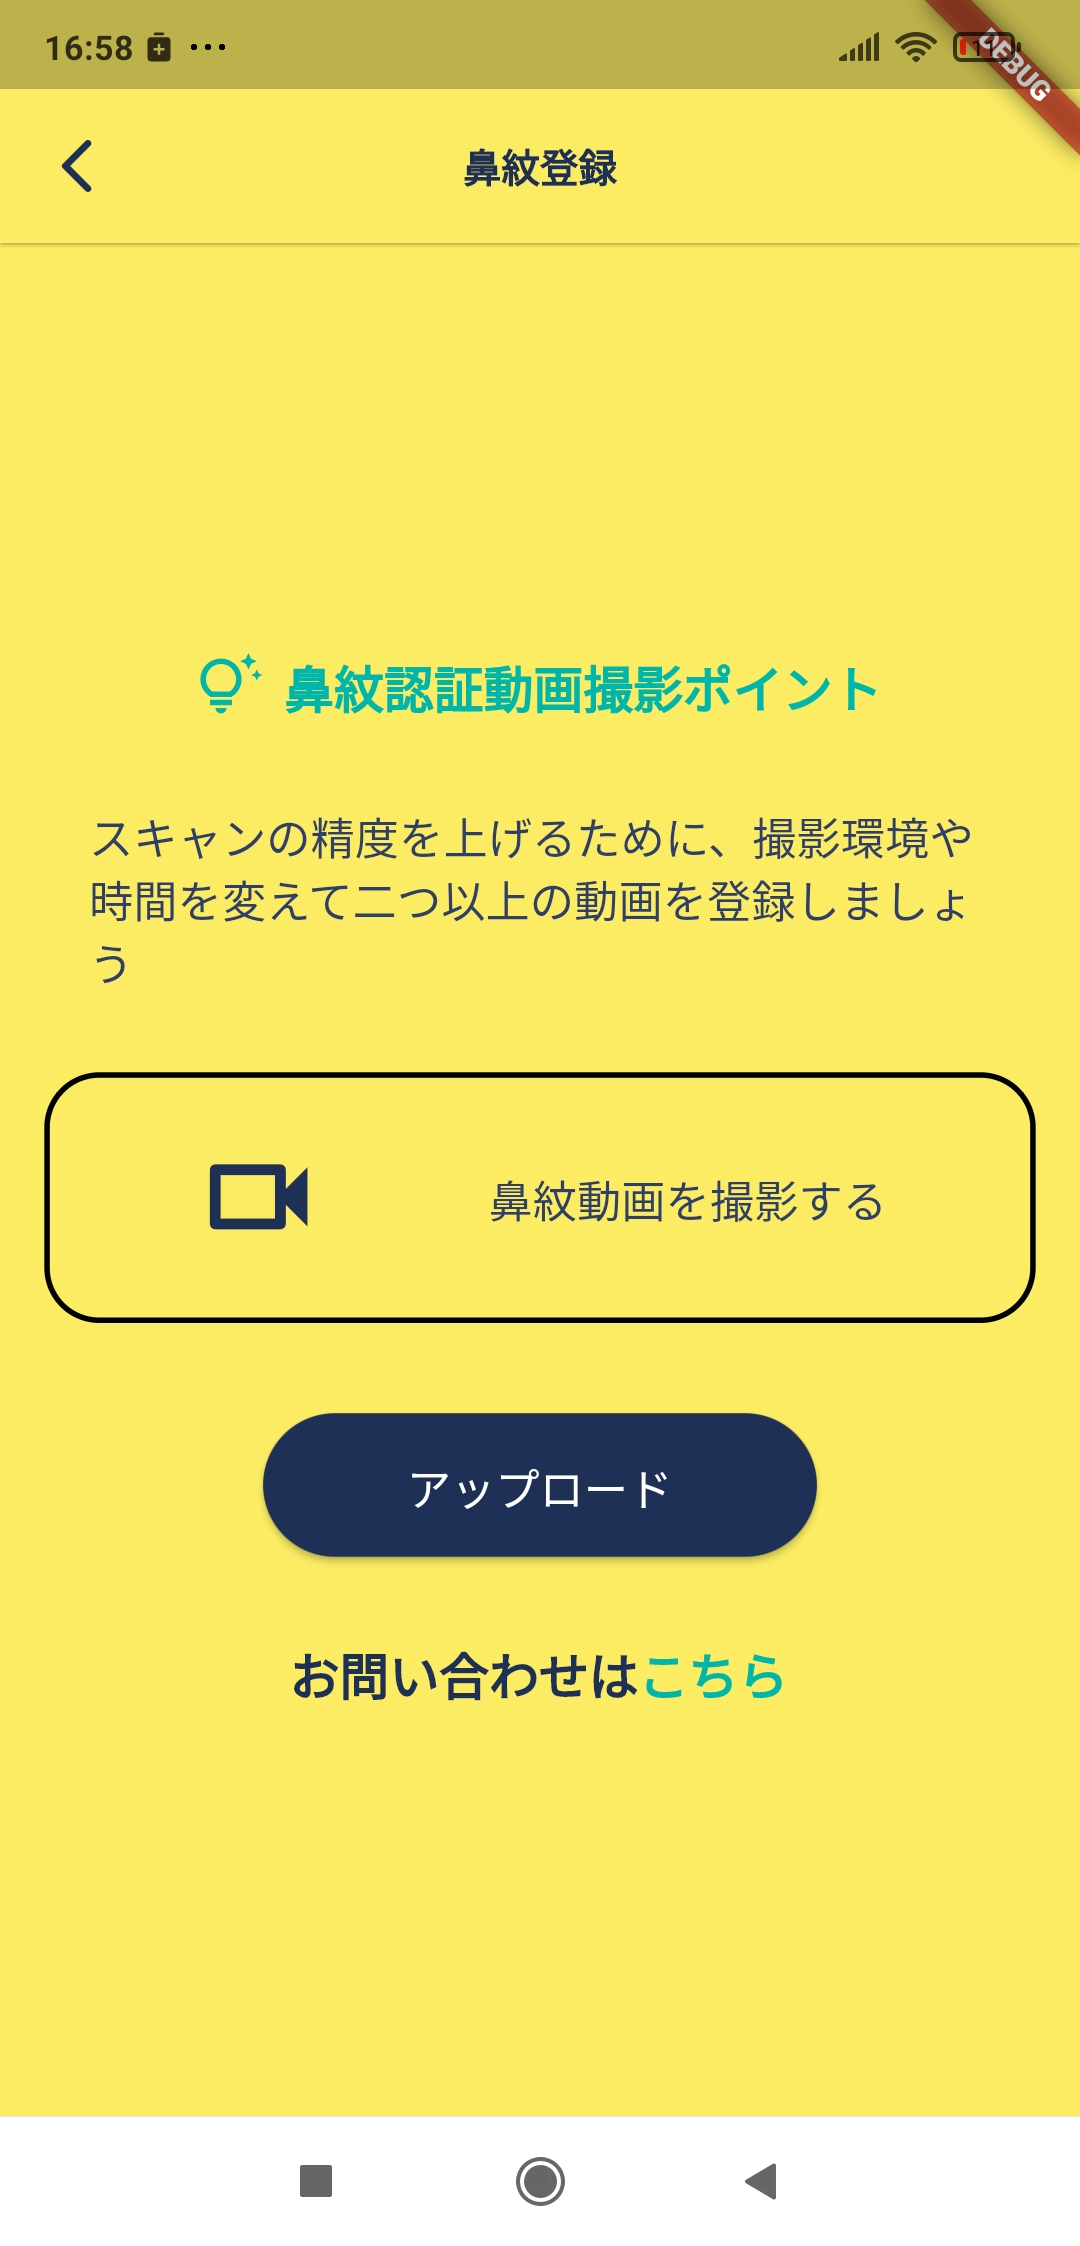 16:58
DEBUG
鼻紋登録
鼻紋認証動画撮影ポイント
スキャンの精度を上げるために、撮影環境や
時間を変えて二つ以上の動画を登録しましょ
う
鼻紋動画を撮影する
アップロード
お問い合わせはこちら